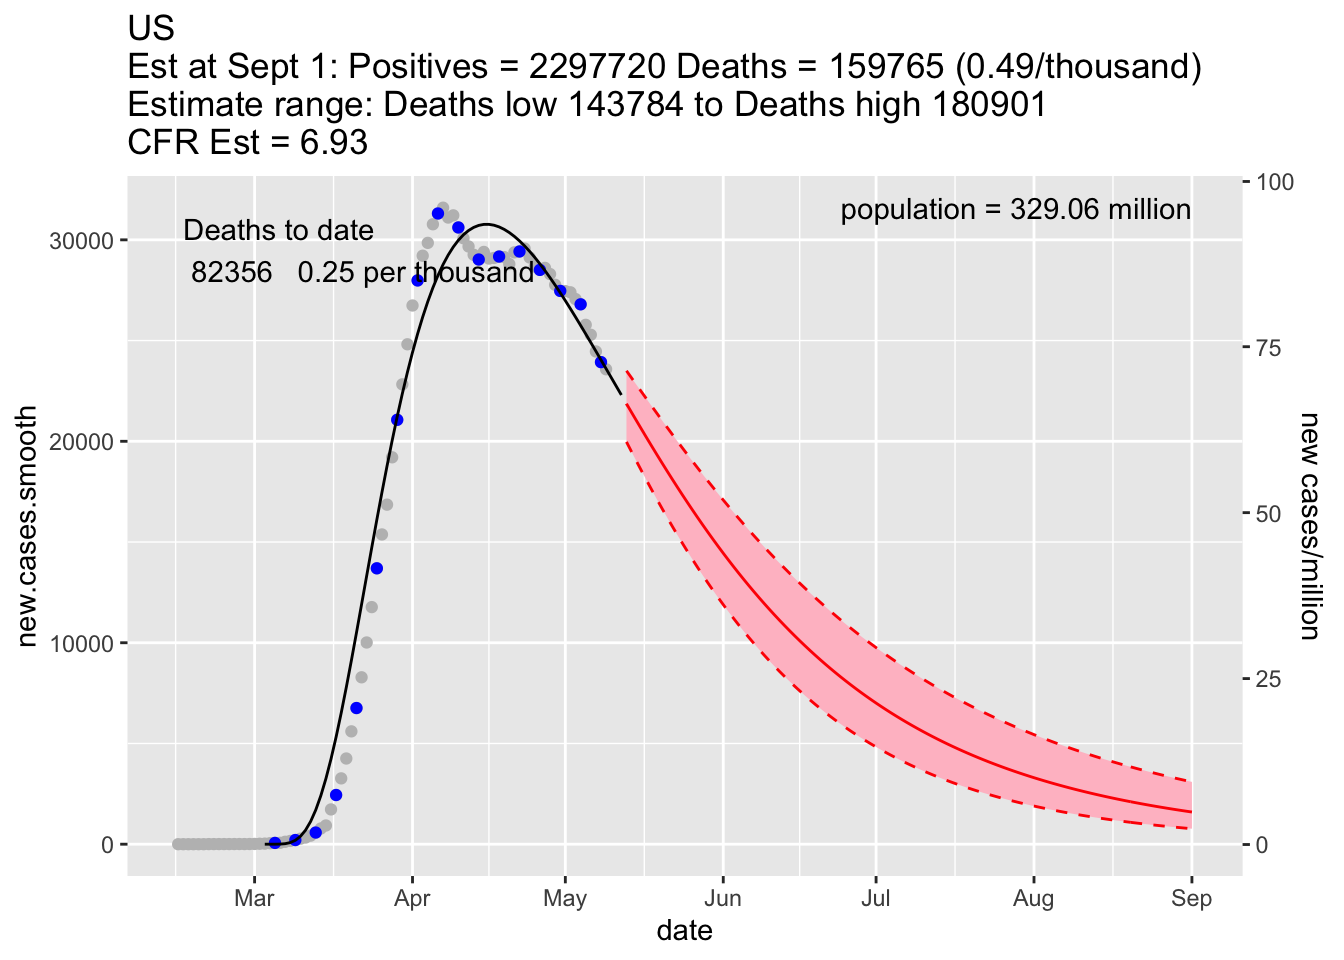 US
Est at Sept 1: Positives = 2297720 Deaths = 159765 (0.49/thousand)
Estimate range: Deaths low 143784 to Deaths high 180901
CFR Est = 6.93
Deaths to date
82356 0.25 per thousand
population = 329.06 million
new.cases.smooth
30000
20000
10000
0
100
75
50
25
0
new cases/million
Mar Apr May Jun Jul Aug Sep
date